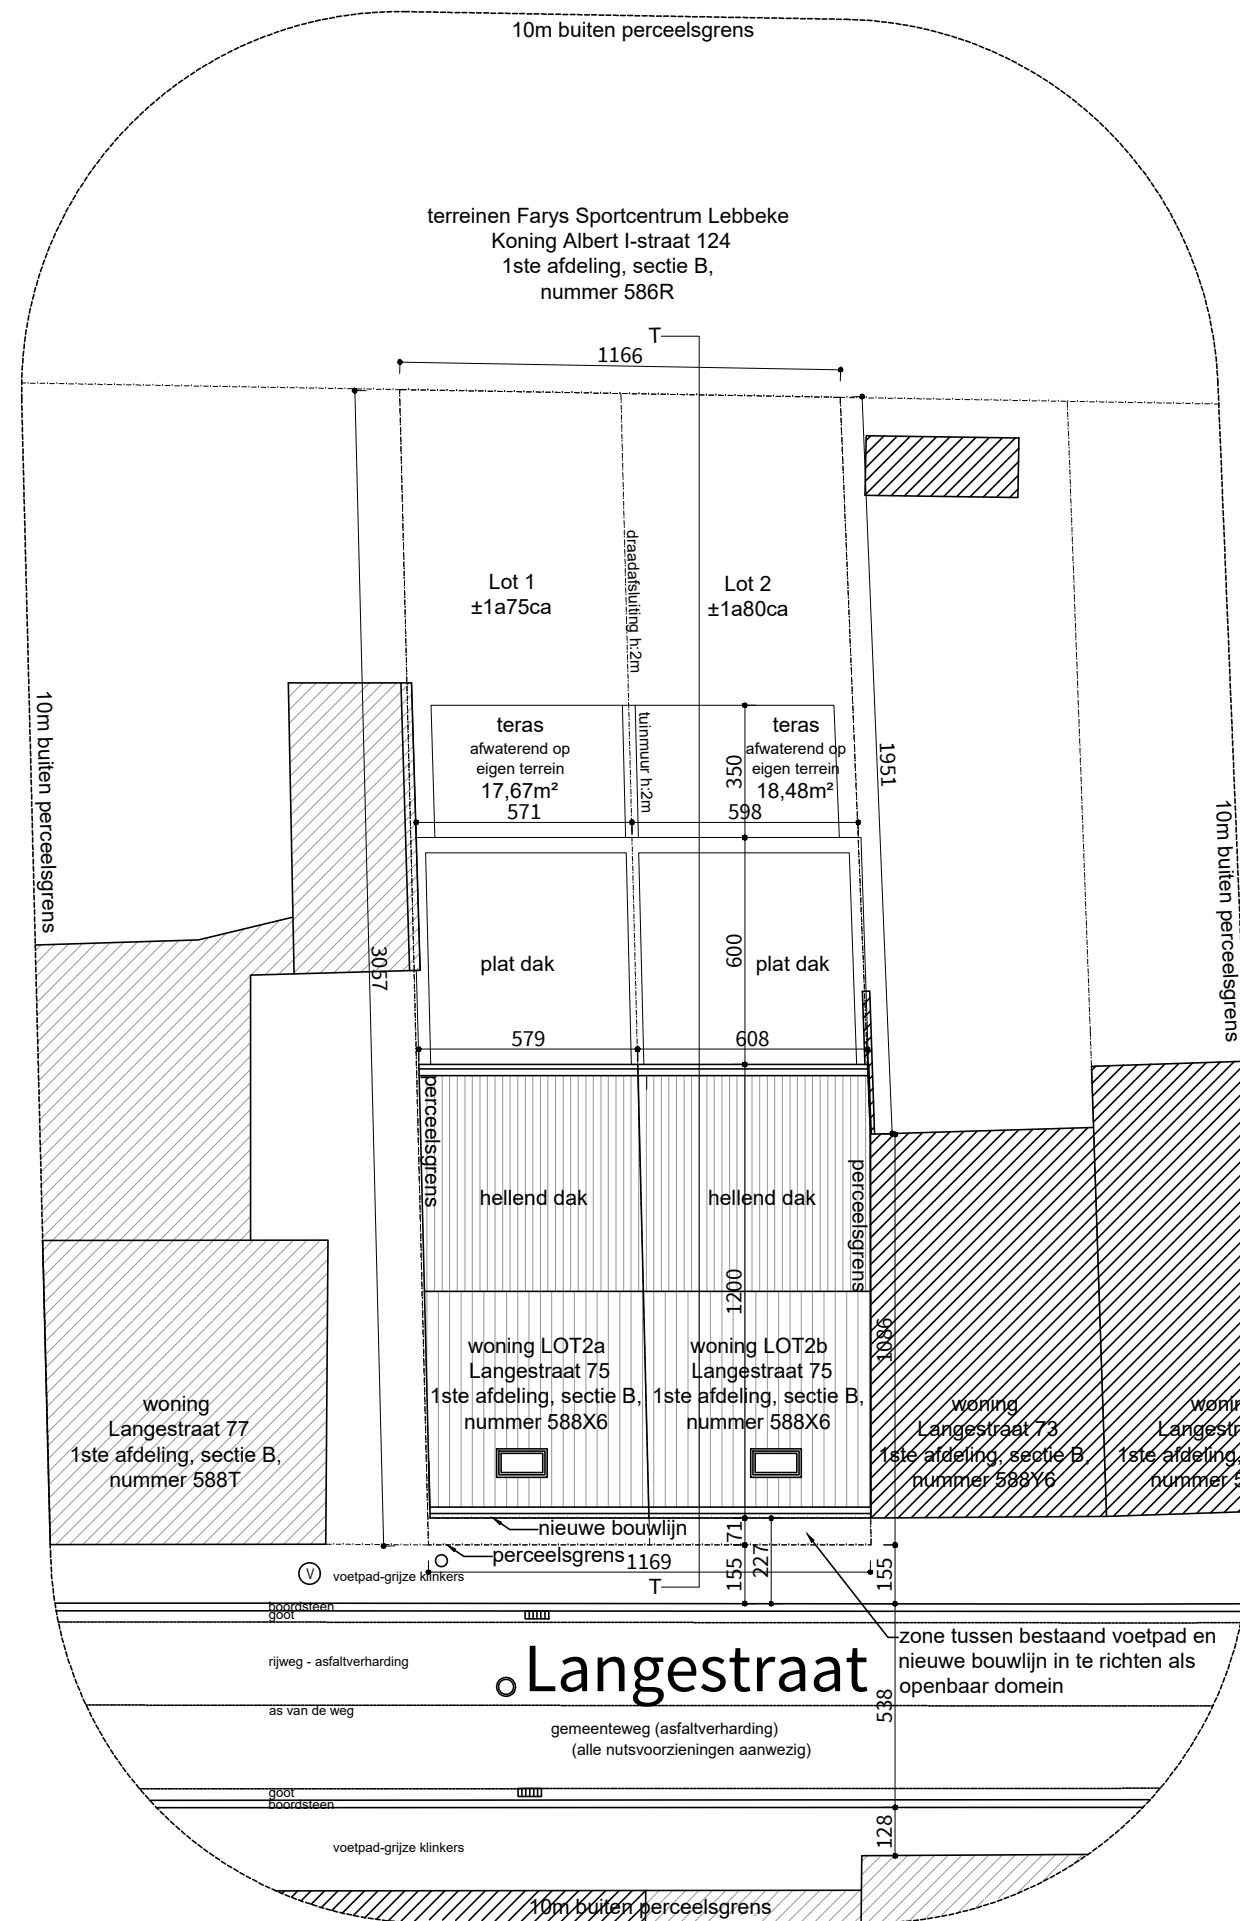 10m buiten perceelsgrens
terreinen Farys Sportcentrum Lebbeke
Koning Albert I-straat 124
1ste afdeling, sectie B,
nummer 586R
T
1166
Lot 1
±1a75ca
draadafsluiting h:2m
Lot 2
±1a80ca
10m buiten perceelsgrens
teras
afwaterend op
eigen terrein
17,67m²
571
tuinmuur h:2m
350
teras
afwaterend op
eigen terrein
18,48m²
598
1951
10m buiten perceelsgrens
3057
plat dak
600
plat dak
579
608
perceelsgrens
hellend dak
hellend dak
perceelsgrens
1200
1086
woning LOT2a
Langestraat 75
1ste afdeling, sectie B,
nummer 588X6
woning LOT2b
Langestraat 75
1ste afdeling, sectie B,
nummer 588X6
woning
Langestraat 77
1ste afdeling, sectie B,
nummer 588T
woning
Langestraat 73
1ste afdeling, sectie B,
nummer 588Y6
1ste afdeling,
nummer
nieuwe bouwlijn
71
perceelsgrens
1169
155
227
155
V
voetpad-grijze klinkers
T
boordsteen
goot
rijweg - asfaltverharding
Langestraat
zone tussen bestaand voetpad en
nieuwe bouwlijn in te richten als
openbaar domein
538
as van de weg
gemeenteweg (asfaltverharding)
(alle nutsvoorzieningen aanwezig)
goot
boordsteen
128
voetpad-grijze klinkers
10m buiten perceelsgrens